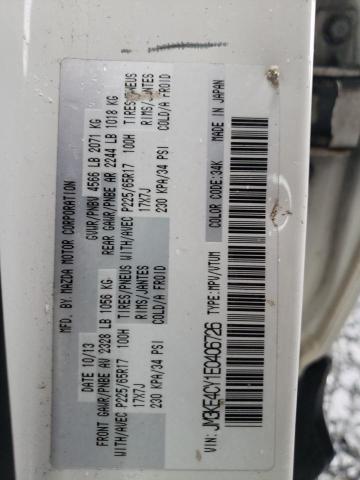 MFD. BY MAZDA MOTOR CORPORATION
DATE 10/13 GVWR/PNBV 4566 LB 2071 KG
FRONT GAWR/PNBE AV 2328 LB 1056 KG REAR GAWR/PNBE AR 2244 LB 1018 KG
TIRES/PNEUS TIRES/PNEUS
WITH/AVEC P225/65R17 100H RIMS/JANTES WITH/AVEC P225/65R17 100H RIMS/JANTES
17X7J COLD/A FROID 17X7J COLD/A FROID
230 KPA/34 PSI 230 KPA/34 PSI
VIN: JM3KE4CY1E0406726 TYPE: MPV/VTUM
COLOR CODE: 34K MADE IN JAPAN